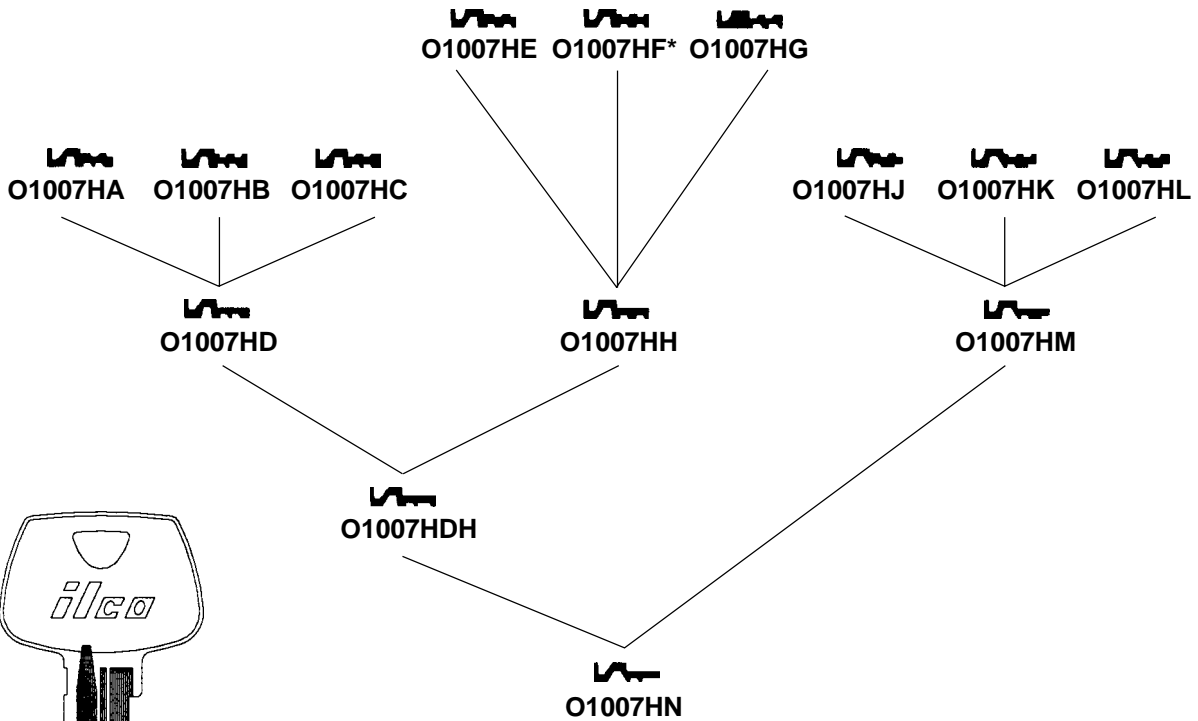 O1007HE O1007HF* O1007HG
O1007HA O1007HB O1007HC O1007HJ O1007HK O1007HL
O1007HD O1007HH O1007HM
O1007HDH
ilco
O1007HN